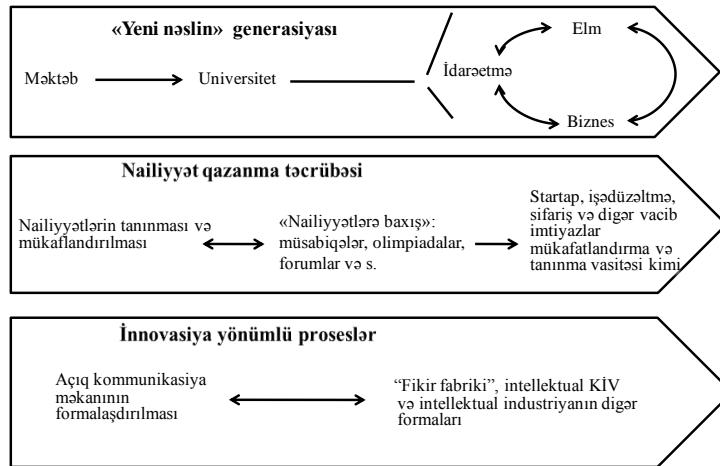 «Yeni nəslin» generasiyası
Elm
Məktəb
Universitet
İdarəetmə
Biznes
Nailiyyət qazanma təcrübəsi
Nailiyyətlərin tanınması və
mükaflandırılması
«Nailiyyətlərə baxış»:
müsabiqələr, olimpiadalar,
forumlar və s.
Startap, işədüzəltmə,
sifariş və digər vacib
imtiyazlar
mükafatlandırma və
tanınma vasitəsi kimi
İnnovasiya yönümlü proseslər
Açıq kommunikasiya
məkanının
formalaşdırılması
“Fikir fabriki”, intellektual KİV
və intellektual industriyanın digər
formaları